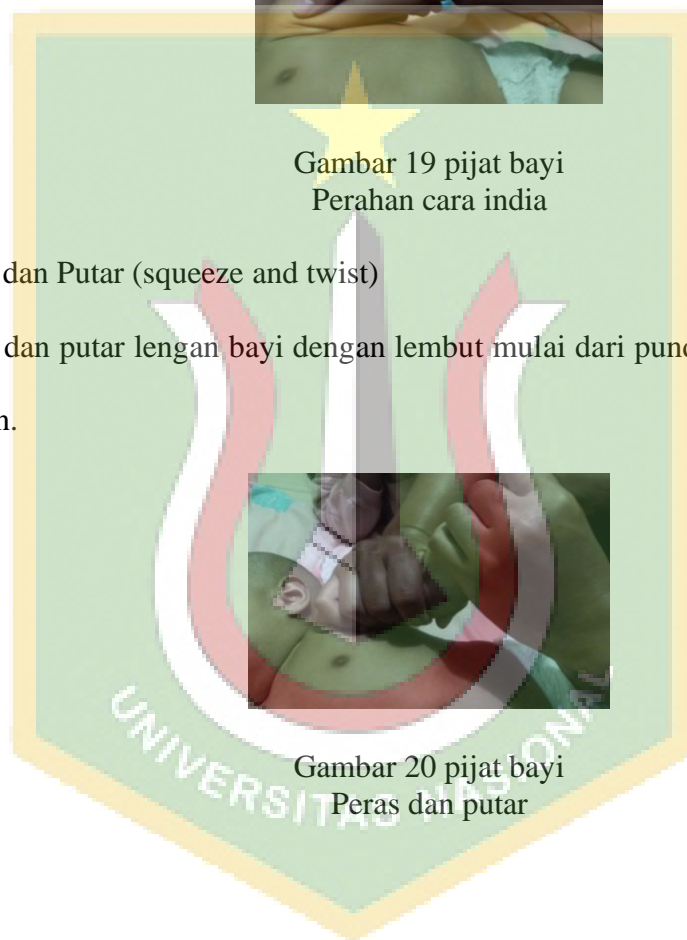 Gambar 19 pijat bayi
Perahan cara india
dan Putar (squeeze and twist)
dan putar lengan bayi dengan lembut mulai dari
Gambar 20 pijat bayi
Peras dan putar
UNIVERSITAS NASIONAL